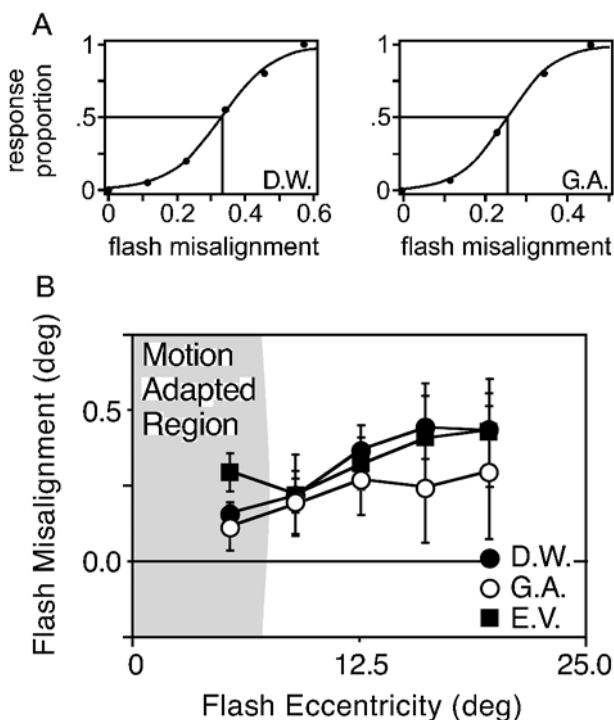 A
response
proportion
1
.5
0
0
0.2
0.4
0.6
D.W.
flash misalignment
1
.5
0
0
0.2
0.4
G.A.
flash misalignment
B
Flash Misalignment (deg)
0.5
0.0
Motion
Adapted
Region
D.W.
G.A.
E.V.
0
12.5
25.0
Flash Eccentricity (deg)